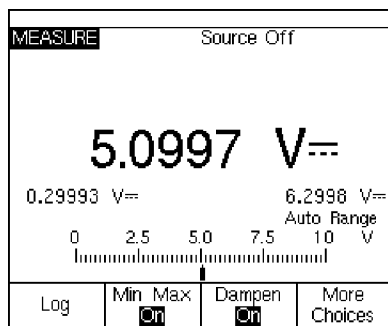 MEASURE Source Off
5.0997 V⎓
0.29993 V⎓ 6.2998 V⎓
Auto Range
0 2.5 5.0 7.5 10 V
Log Min Max On Dampen On More Choices